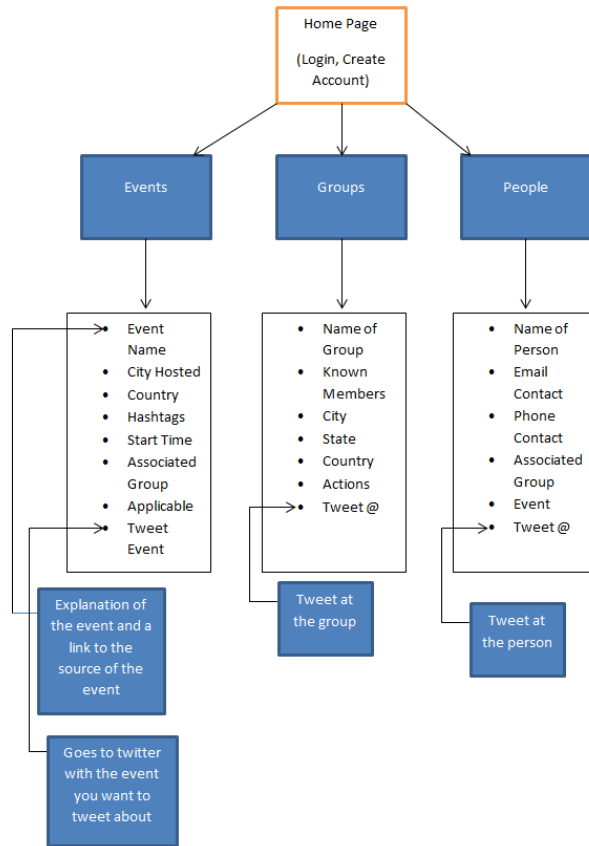 Home Page
(Login, Create
Account)
Events
Groups
People
• Event
Name
• City Hosted
• Country
• Hashtags
• Start Time
• Associated
Group
• Applicable
• Tweet
Event
• Name of
Group
• Known
Members
• City
• State
• Country
• Actions
• Tweet @
• Name of
Person
• Email
Contact
• Phone
Contact
• Associated
Group
• Event
• Tweet @
Explanation of
the event and a
link to the
source of the
event
Tweet at
the group
Tweet at
the person
Goes to twitter
with the event
you want to
tweet about